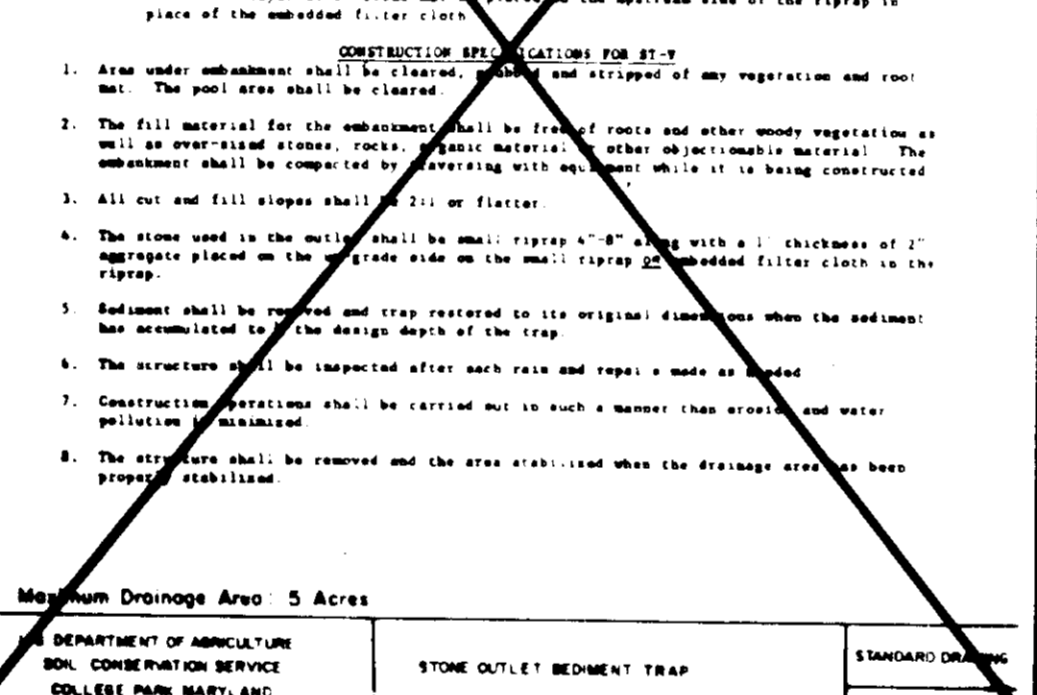 place of the embedded filter cloth
CONSTRUCTION SPECIFICATIONS FOR ST-V
1. Area under embankment shall be cleared, grubbed and stripped of any vegetation and root
mat. The pool area shall be cleared.
2. The fill material for the embankment shall be free of roots and other woody vegetation as
well as over-sized stones, rocks, organic material or other objectionable material The
embankment shall be compacted by traversing with equipment while it is being constructed
3. All cut and fill slopes shall be 2:1 or flatter.
4. The stone used in the outlet shall be small riprap 4"-8" along with a 1' thickness of 2"
aggregate placed on the upgrade side on the small riprap or embedded filter cloth in the
riprap.
5. Sediment shall be removed and trap restored to its original dimensions when the sediment
has accumulated to the design depth of the trap.
6. The structure shall be inspected after each rain and repairs made as needed
7. Construction operations shall be carried out in such a manner than erosion and water
pollution is minimized.
8. The structure shall be removed and the area stabilized when the drainage area has been
properly stabilized.
Maximum Drainage Area: 5 Acres
US DEPARTMENT OF AGRICULTURE
SOIL CONSERVATION SERVICE
COLLEGE PARK MARYLAND
STONE OUTLET SEDIMENT TRAP
STANDARD DRAWING